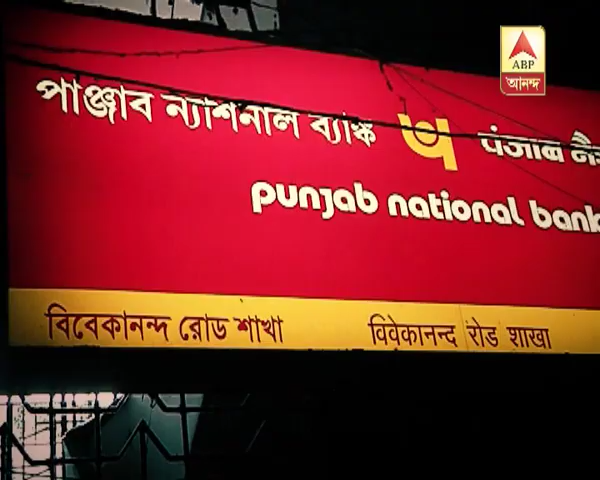 ABP
আনন্দ
পাঞ্জাব ন্যাশনাল ব্যাঙ্ক पंजाब
punjab national bank
বিবেকানন্দ রোড শাখা विवेकानन्द रोड शाखा